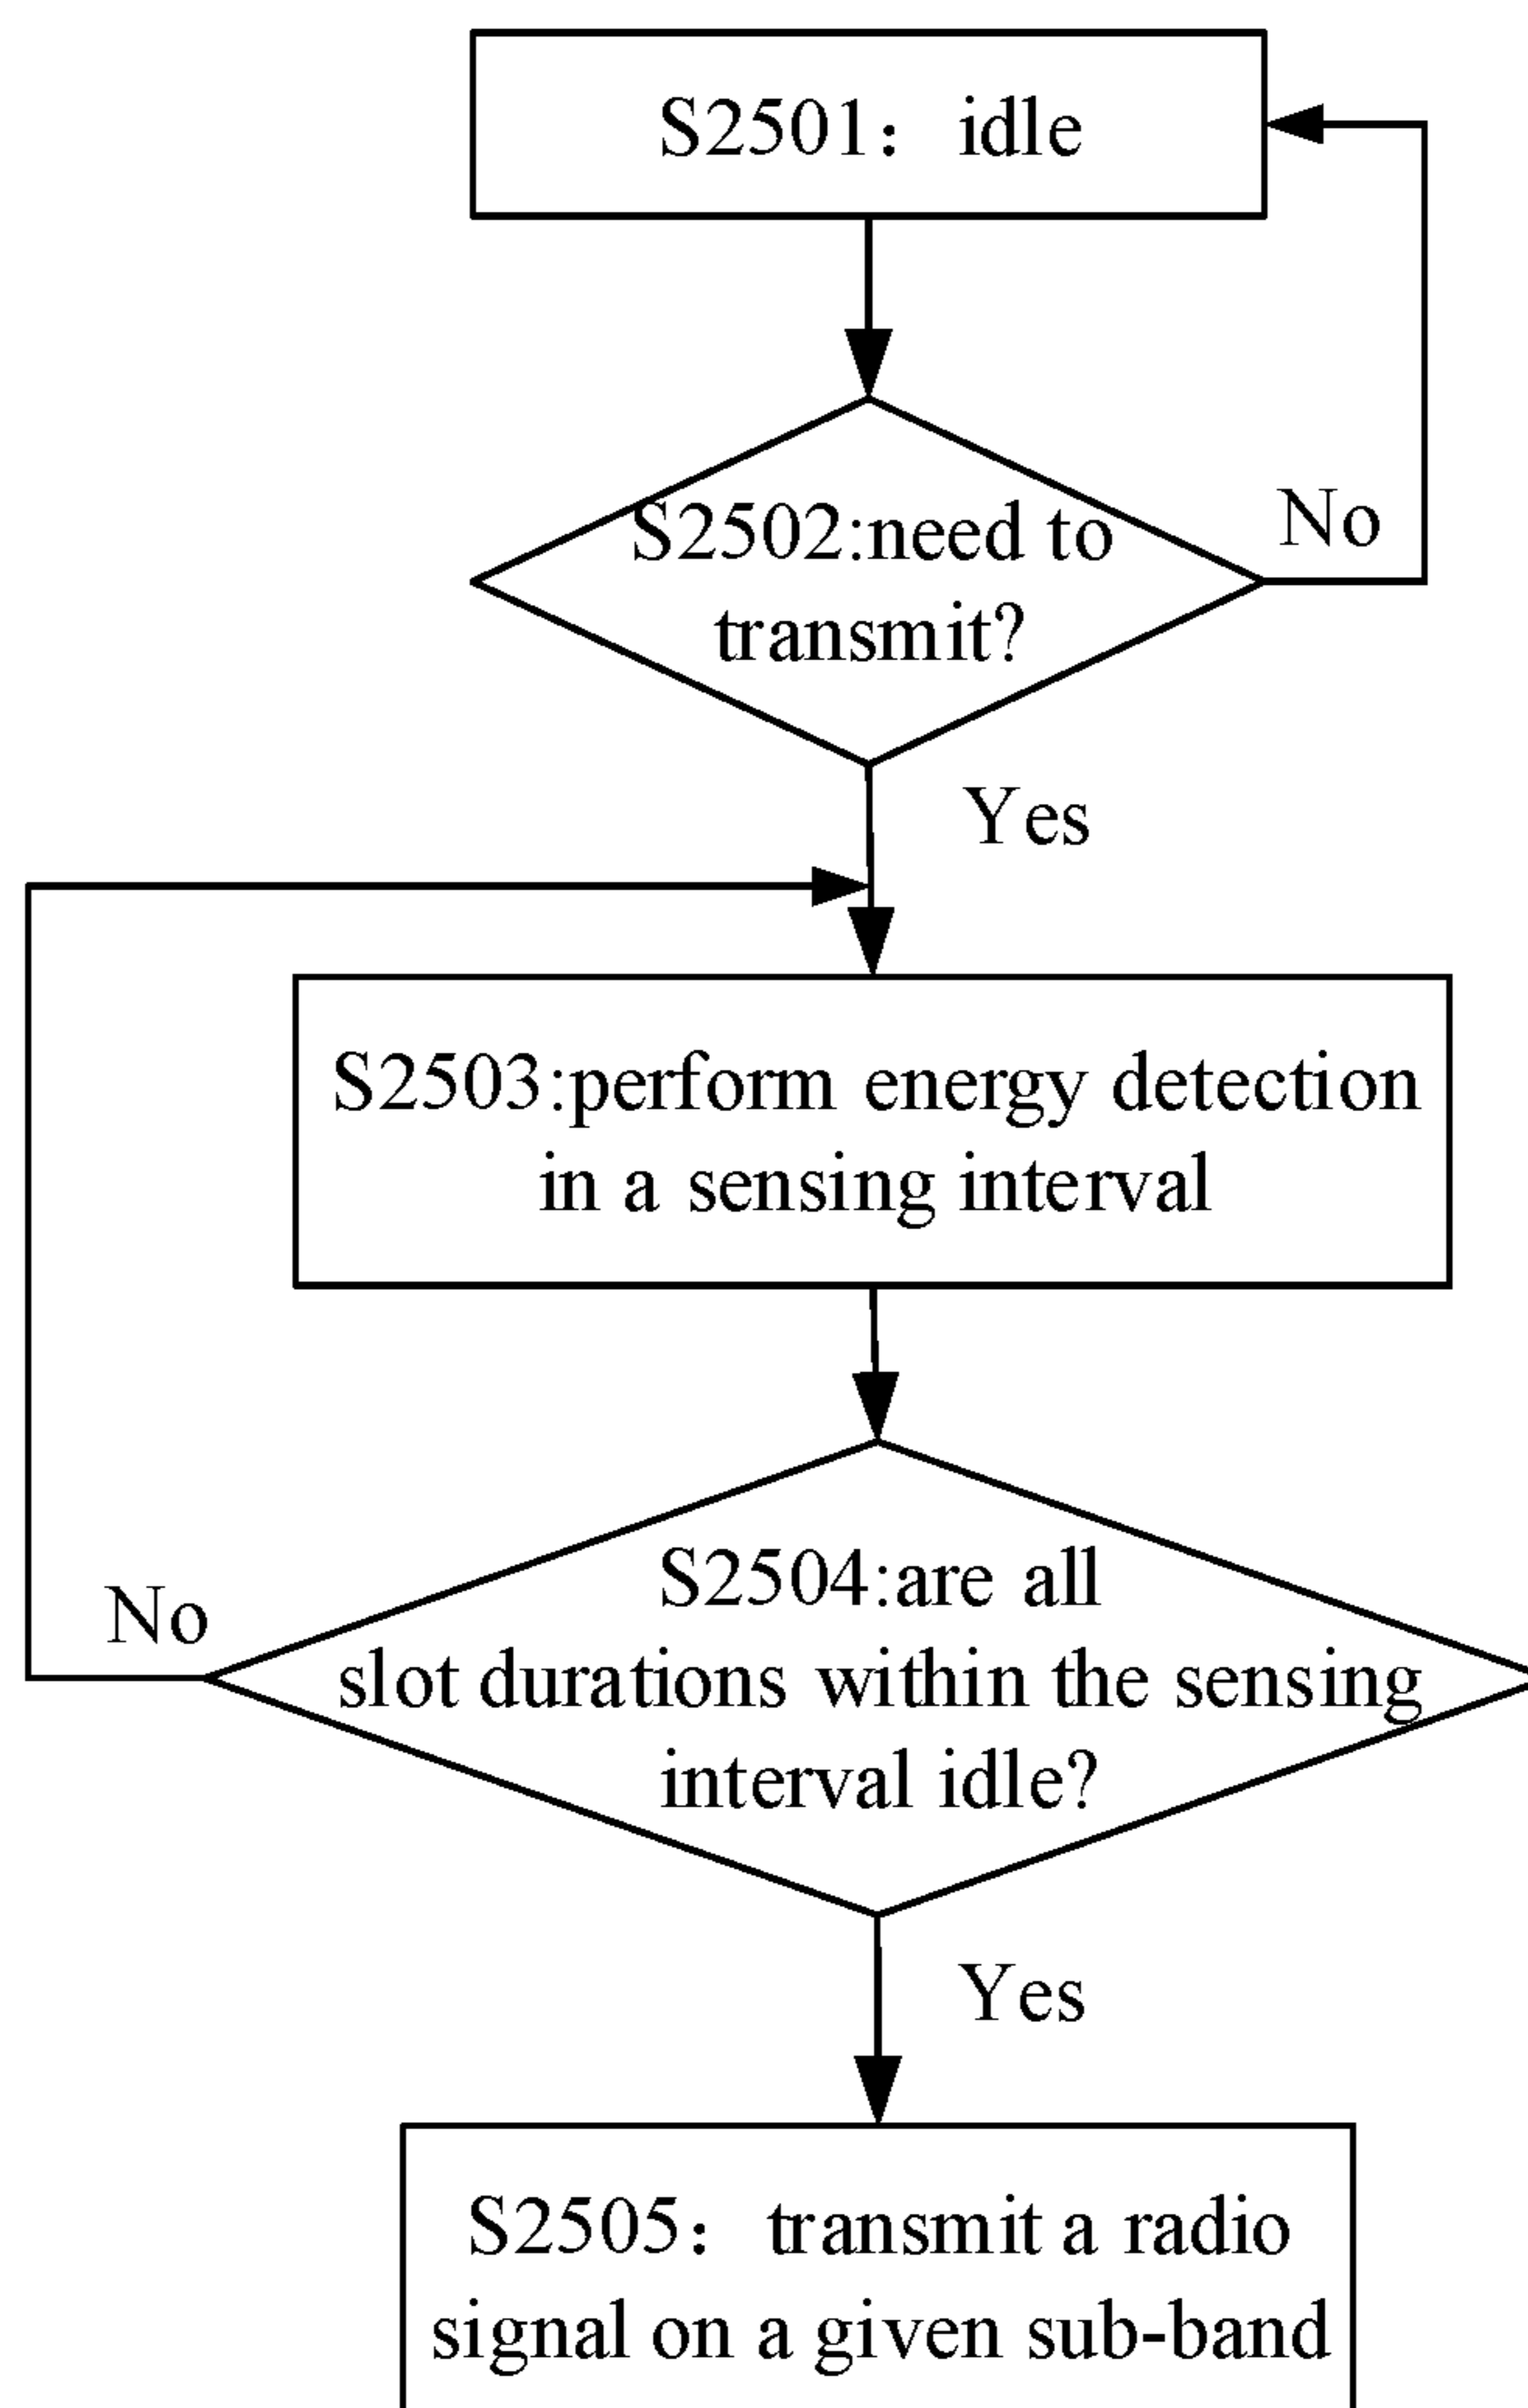 S2501： idle
S2502:need to
transmit?
No
Yes
S2503:perform energy detection
in a sensing interval
S2504:are all
slot durations within the sensing
interval idle?
No
Yes
S2505： transmit a radio
signal on a given sub-band